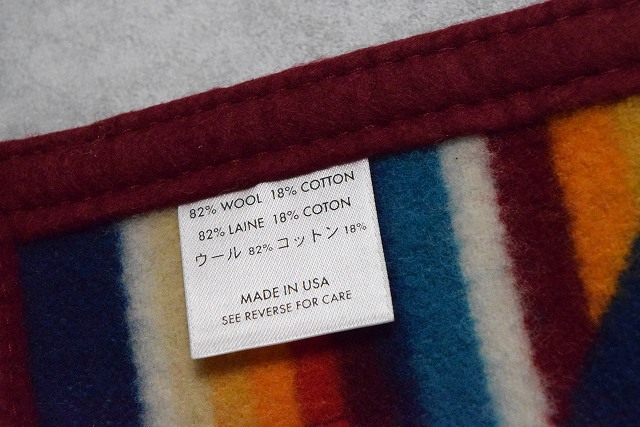 82% WOOL 18% COTTON
82% LAINE 18% COTON
ウール 82% コットン 18%
MADE IN USA
SEE REVERSE FOR CARE